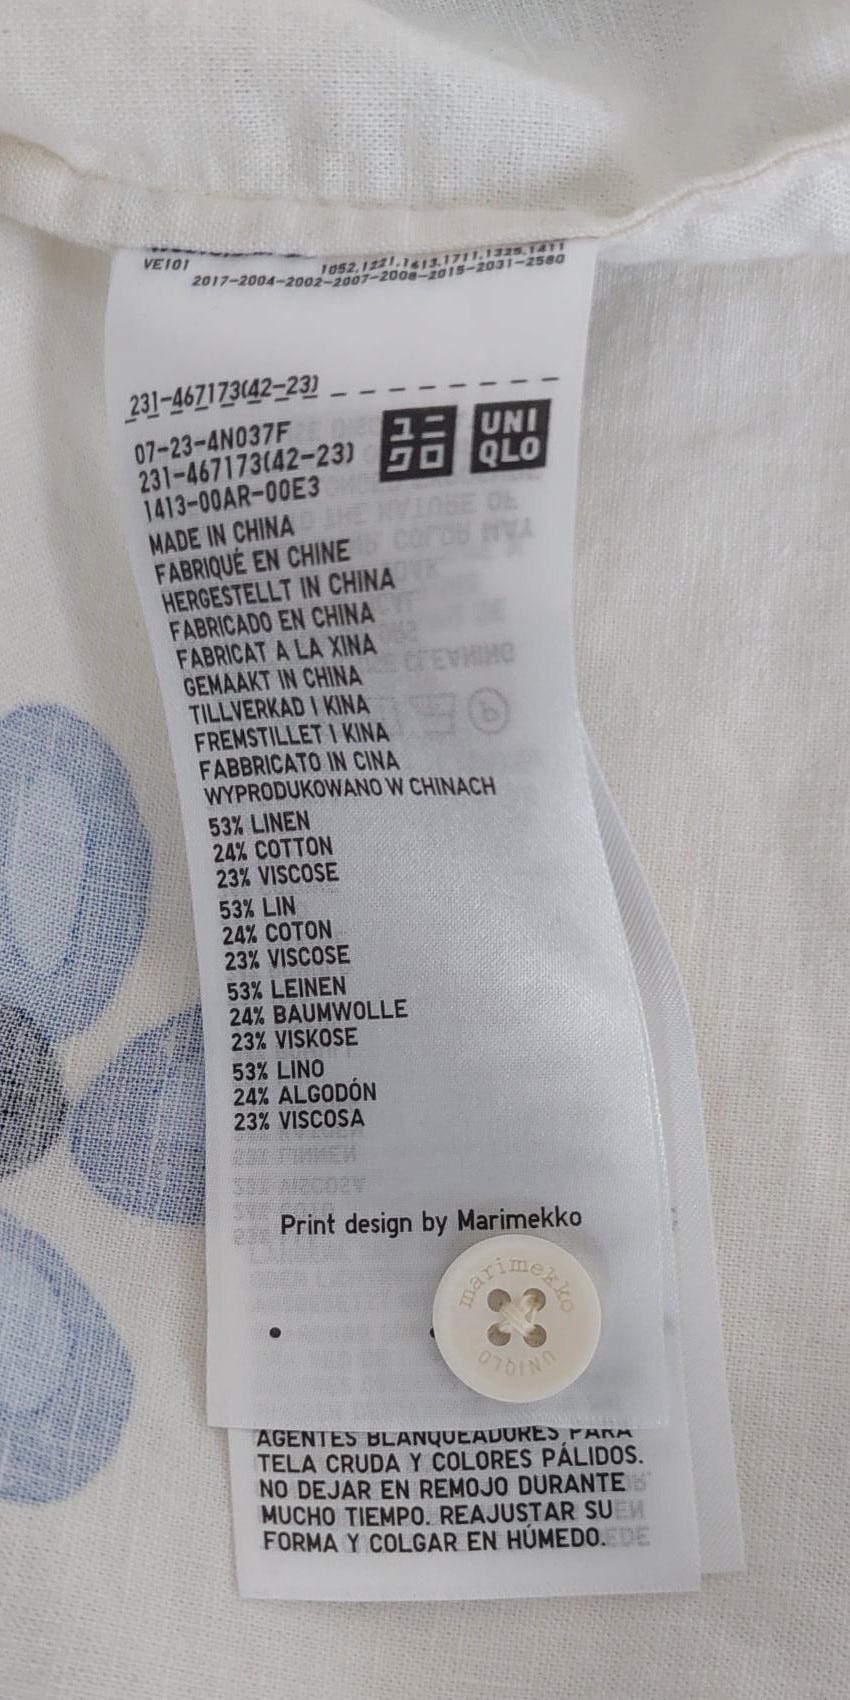 VE101
1052.1221.1413.1711.1325.1411
2017-2004-2002-2007-2008-2015-2031-2580
231-467173(42-23)
07-23-4N037F
231-467173(42-23)
1413-00AR-00E3
ユニ
クロ
UNI
QLO
MADE IN CHINA
FABRIQUÉ EN CHINE
HERGESTELLT IN CHINA
FABRICADO EN CHINA
FABRICAT A LA XINA
GEMAAKT IN CHINA
TILLVERKAD I KINA
FREMSTILLET I KINA
FABBRICATO IN CINA
WYPRODUKOWANO W CHINACH
53% LINEN
24% COTTON
23% VISCOSE
53% LIN
24% COTON
23% VISCOSE
53% LEINEN
24% BAUMWOLLE
23% VISKOSE
53% LINO
24% ALGODÓN
23% VISCOSA
Print design by Marimekko
marimekko
UNIQLO
AGENTES BLANQUEADORES PARA
TELA CRUDA Y COLORES PÁLIDOS.
NO DEJAR EN REMOJO DURANTE
MUCHO TIEMPO. REAJUSTAR SU
FORMA Y COLGAR EN HÚMEDO.